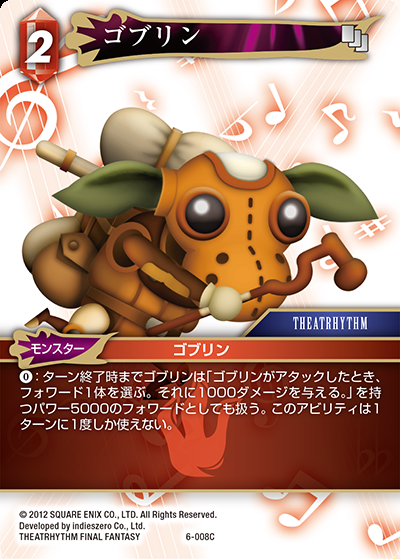 2
ゴブリン
THEATRHYTHM
モンスター
ゴブリン
0：ターン終了時までゴブリンは「ゴブリンがアタックしたとき、
フォワード1体を選ぶ。それに1000ダメージを与える。」を持
つパワー5000のフォワードとしても扱う。このアビリティは1
ターンに1度しか使えない。
© 2012 SQUARE ENIX CO., LTD. All Rights Reserved.
Developed by indieszero Co., Ltd.
THEATRHYTHM FINAL FANTASY
6-008C